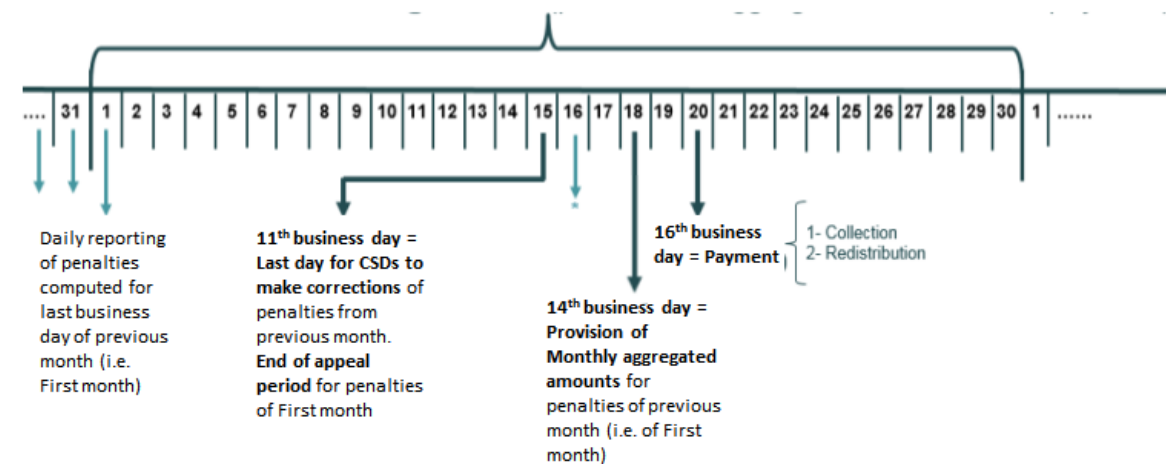 .... 31 1 2 3 4 5 6 7 8 9 10 11 12 13 14 15 16 17 18 19 20 21 22 23 24 25 26 27 28 29 30 1 ......
Daily reporting
of penalties
computed for
last business
day of previous
month (i.e.
First month)
11th business day =
Last day for CSDs to
make corrections of
penalties from
previous month.
End of appeal
period for penalties
of First month
*
14th business day =
Provision of
Monthly aggregated
amounts for
penalties of previous
month (i.e. of First
month)
16th business
day = Payment
1- Collection
2- Redistribution